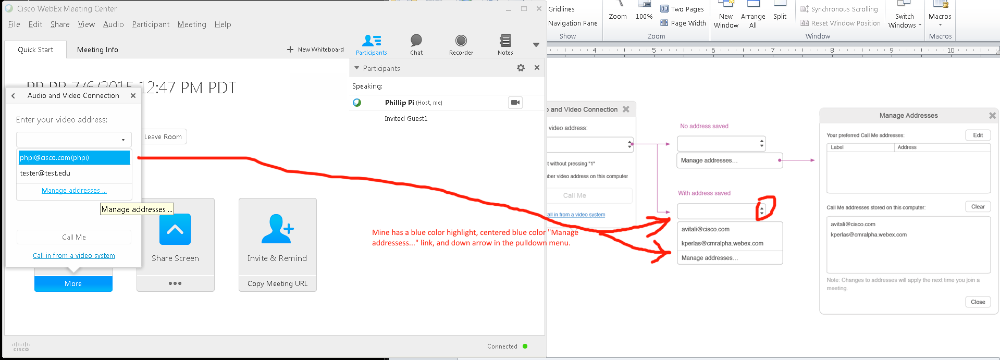 Cisco WebEx Meeting Center
File Edit Share View Audio Participant Meeting Help
Quick Start Meeting Info
New Whiteboard
Participants Chat Recorder Notes
Participants
Speaking:
Phillip Pi (Host, me)
Invited Guest1
7/6/2015 12:47 PM PDT
Audio and Video Connection
Enter your video address:
Leave Room
phpi@cisco.com(phpi)
tester@test.edu
Manage addresses ...
Manage addresses ...
Call Me
Call in from a video system
More
Share Screen
Invite & Remind
Copy Meeting URL
cisco
Connected
Mine has a blue color highlight, centered blue color "Manage
addressess..." link, and down arrow in the pulldown menu.
Gridlines
Navigation Pane
Show
Zoom
100%
Two Pages
Page Width
Zoom
New
Window
Arrange
All
Split
Synchronous Scrolling
Reset Window Position
Window
Switch
Windows
Macros
Macros
4 5 6 7 8 9 10
and Video Connection
video address:
t without pressing "1"
ber video address on this computer
Call Me
all in from a video system
No address saved
Manage addresses...
With address saved
avitali@cisco.com
kperlas@cmralpha.webex.com
Manage addresses...
Manage Addresses
Your preferred Call Me addresses:
Edit
Label Address
Call Me addresses stored on this computer:
Clear
avitali@cisco.com
kperlas@cmralpha.webex.com
Note: Changes to addresses will apply the next time you join a
meeting.
Close